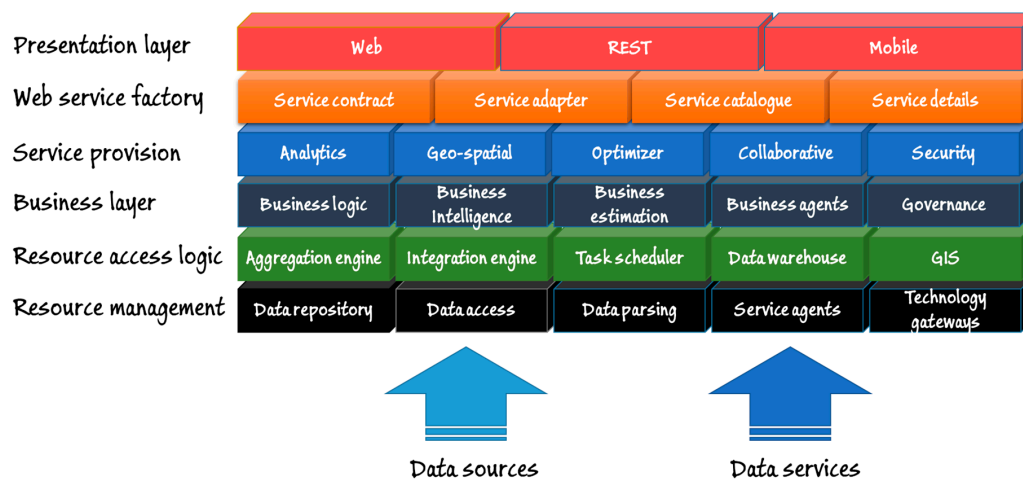 Presentation layer Web REST Mobile
Web service factory Service contract Service adapter Service catalogue Service details
Service provision Analytics Geo-spatial Optimizer Collaborative Security
Business layer Business logic Business Intelligence Business estimation Business agents Governance
Resource access logic Aggregation engine Integration engine Task scheduler Data warehouse GIS
Resource management Data repository Data access Data parsing Service agents Technology gateways
Data sources Data services